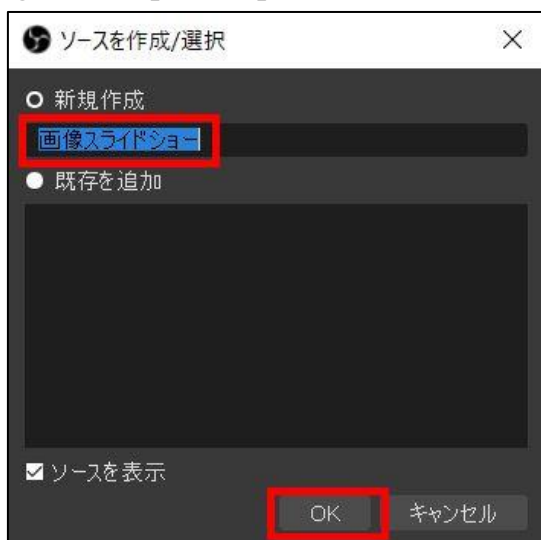 ソースを作成/選択
新規作成
画像スライドショー
既存を追加
ソースを表示
OK キャンセル